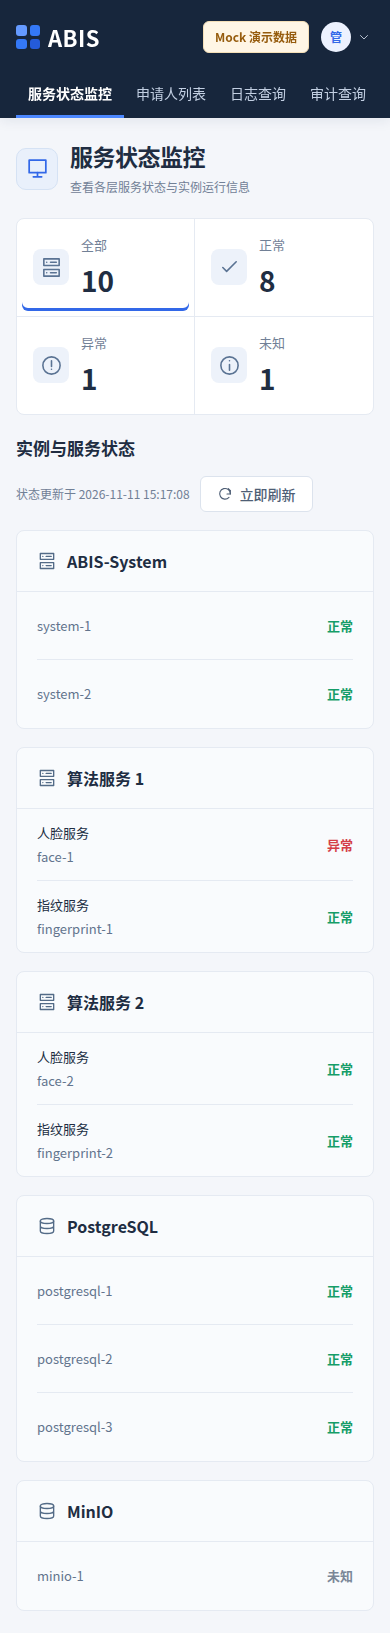 ABIS
Mock 演示数据
管
服务状态监控 申请人列表 日志查询 审计查询
服务状态监控
查看各层服务状态与实例运行信息
全部
10
正常
8
异常
1
未知
1
实例与服务状态
状态更新于 2026-11-11 15:17:08
立即刷新
ABIS-System
system-1 正常
system-2 正常
算法服务 1
人脸服务
face-1
异常
指纹服务
fingerprint-1
正常
算法服务 2
人脸服务
face-2
正常
指纹服务
fingerprint-2
正常
PostgreSQL
postgresql-1 正常
postgresql-2 正常
postgresql-3 正常
MinIO
minio-1 未知